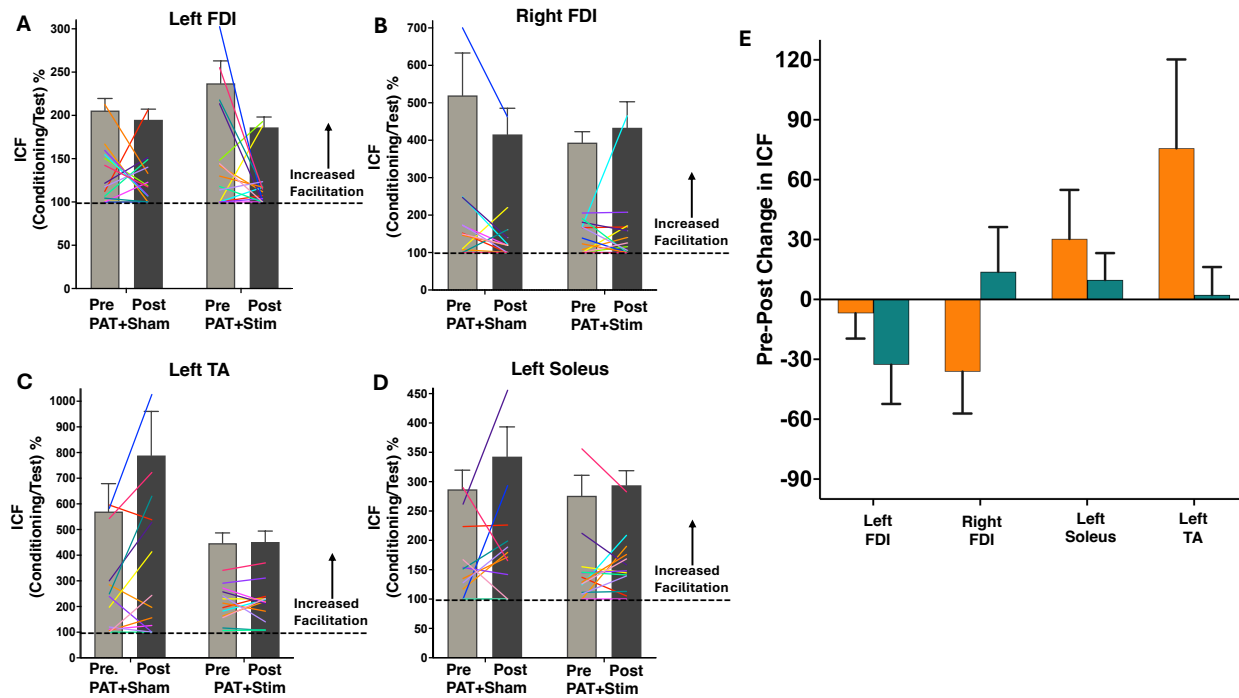 A
Left FDI
ICF
(Conditioning/Test) %
300
250
200
150
100
50
0
Increased
Facilitation
Pre Post Pre Post
PAT+Sham PAT+Stim
B
Right FDI
ICF
(Conditioning/Test) %
700
600
500
400
300
200
100
0
Increased
Facilitation
Pre Post Pre Post
PAT+Sham PAT+Stim
C
Left TA
ICF
(Conditioning/Test) %
1000
900
800
700
600
500
400
300
200
100
0
Increased
Facilitation
Pre. Post Pre Post
PAT+Sham PAT+Stim
D
Left Soleus
ICF
(Conditioning/Test) %
450
400
350
300
250
200
150
100
50
0
Increased
Facilitation
Pre Post Pre Post
PAT+Sham PAT+Stim
E
Pre-Post Change in ICF
120
90
60
30
0
-30
-60
-90
Left Right Left Left
FDI FDI Soleus TA